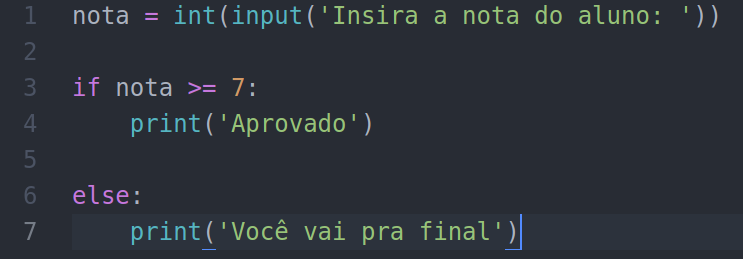 1 nota = int(input('Insira a nota do aluno: '))
2
3 if nota >= 7:
4     print('Aprovado')
5
6 else:
7     print('Você vai pra final')